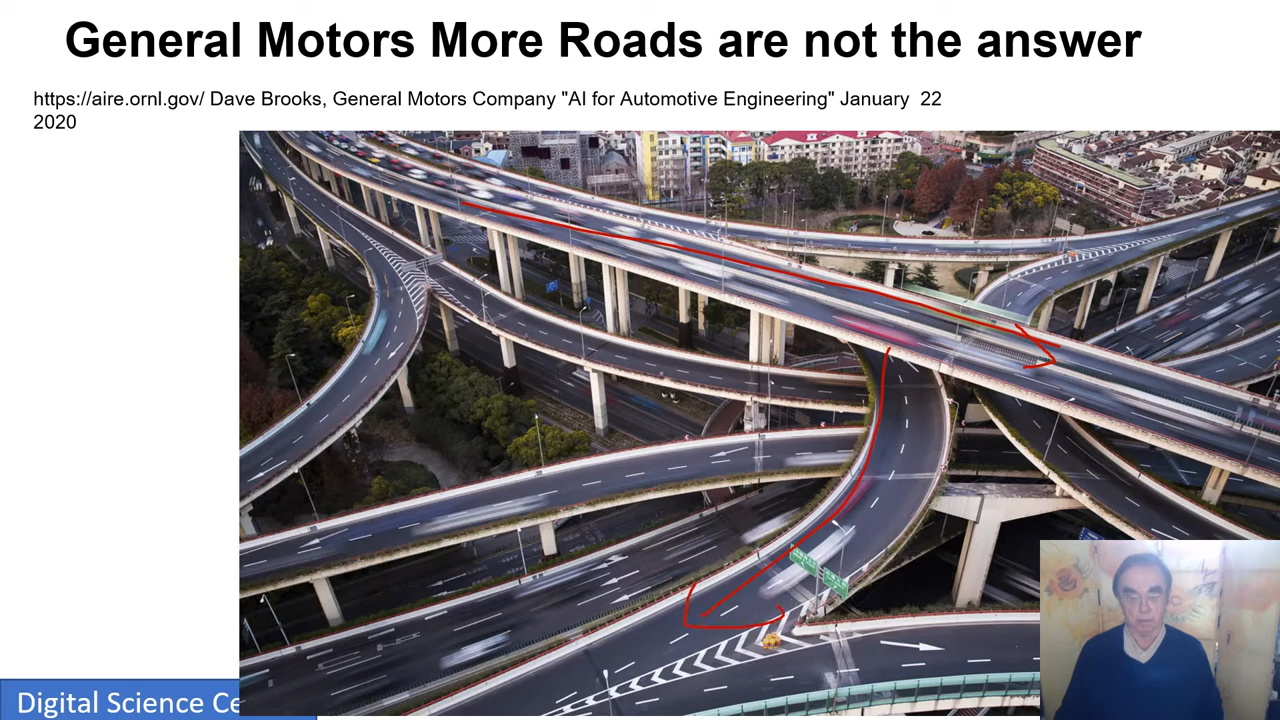 General Motors More Roads are not the answer
https://aire.ornl.gov/ Dave Brooks, General Motors Company "AI for Automotive Engineering" January  22
2020
Digital Science Ce